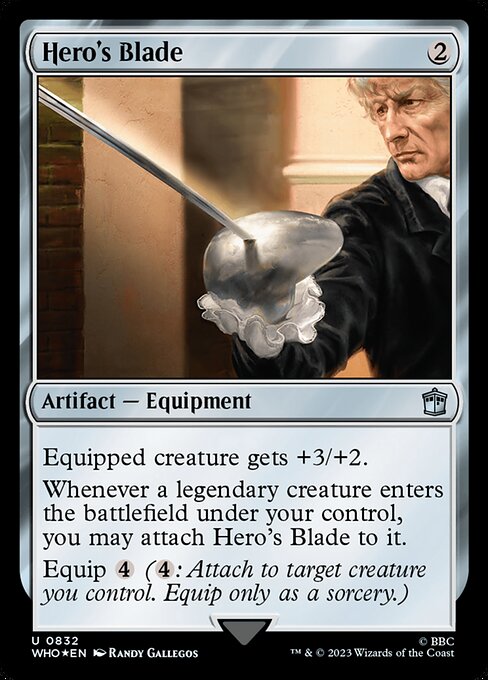 Hero's Blade 2
Artifact — Equipment
Equipped creature gets +3/+2.
Whenever a legendary creature enters
the battlefield under your control,
you may attach Hero's Blade to it.
Equip 4 (4: Attach to target creature
you control. Equip only as a sorcery.)
U 0832 © BBC
WHO★EN Randy Gallegos ™ & © 2023 Wizards of the Coast